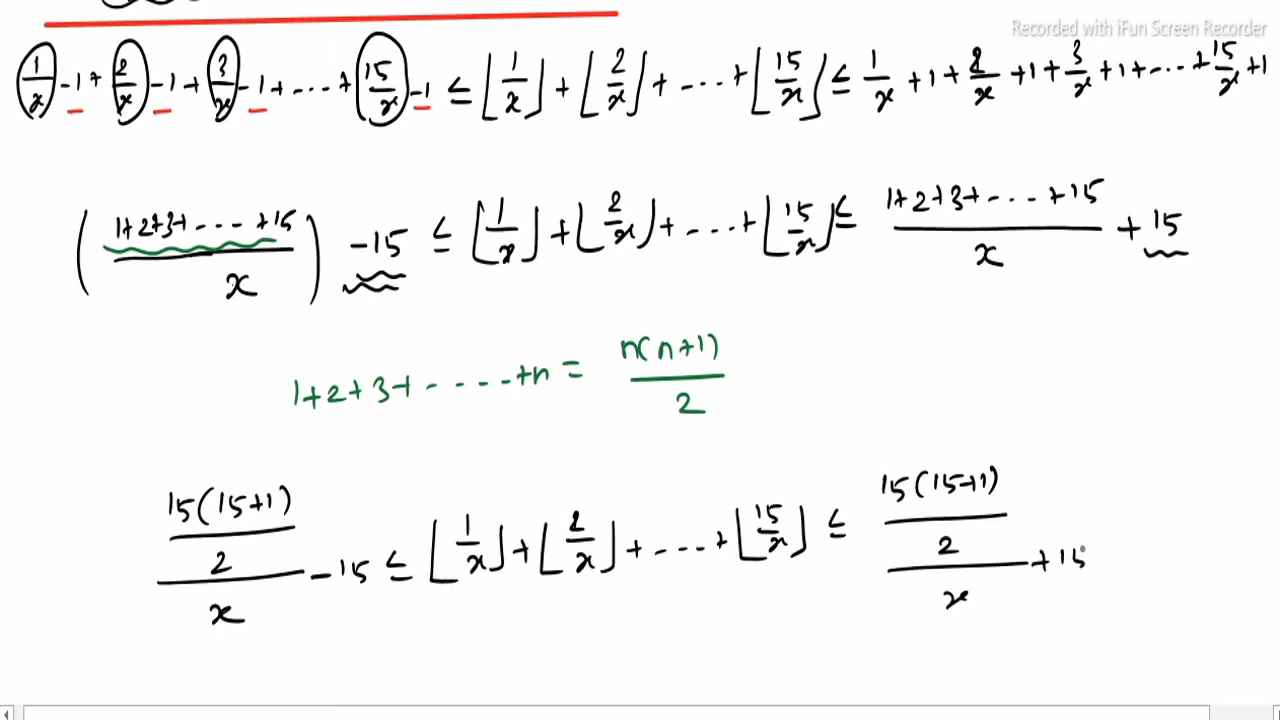 Recorded with iFun Screen Recorder
1/x -1 + 2/x -1 + 3/x -1 + .... + 15/x -1 ≤ ⌊1/x⌋ + ⌊2/x⌋ + ... + ⌊15/x⌋ ≤ 1/x +1 + 2/x +1 + 3/x +1 + ... + 15/x +1
((1+2+3+ .... +15)/x) -15 ≤ ⌊1/x⌋ + ⌊2/x⌋ + ... + ⌊15/x⌋ ≤ (1+2+3+ .... +15)/x + 15
1+2+3+ ..... +n = n(n+1)/2
(15(15+1)/2)/x - 15 ≤ ⌊1/x⌋ + ⌊2/x⌋ + .... + ⌊15/x⌋ ≤ (15(15+1)/2)/x + 15